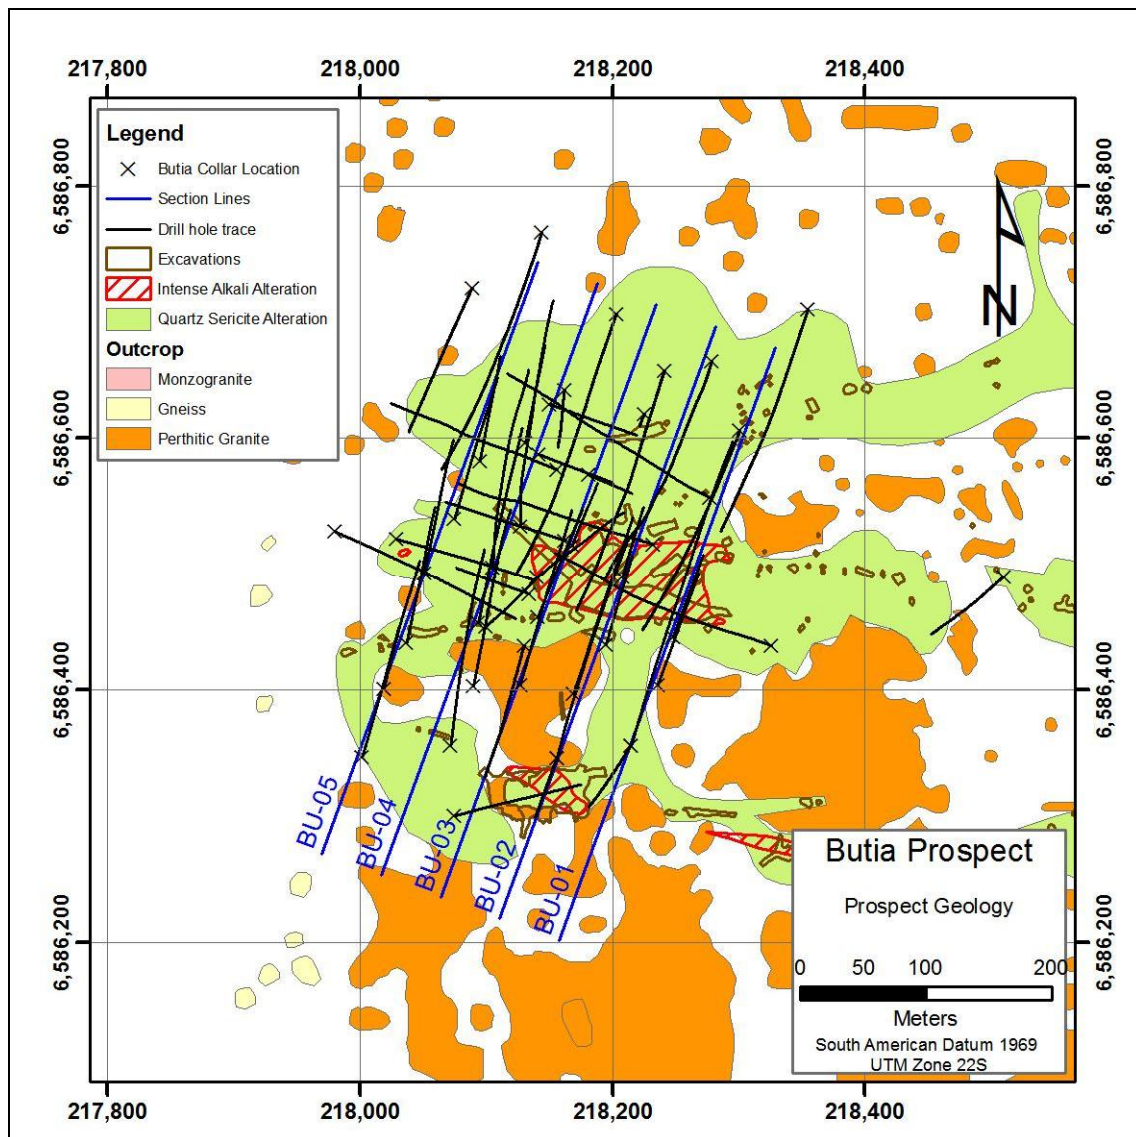 217,800 218,000 218,200 218,400
6,586,800
6,586,600
6,586,400
6,586,200
Legend
Butia Collar Location
Section Lines
Drill hole trace
Excavations
Intense Alkali Alteration
Quartz Sericite Alteration
Outcrop
Monzogranite
Gneiss
Perthitic Granite
N
6,586,800
6,586,600
6,586,400
6,586,200
BU-05
BU-04
BU-03
BU-02
BU-01
Butia Prospect
Prospect Geology
0 50 100 200
Meters
South American Datum 1969
UTM Zone 22S
217,800 218,000 218,200 218,400